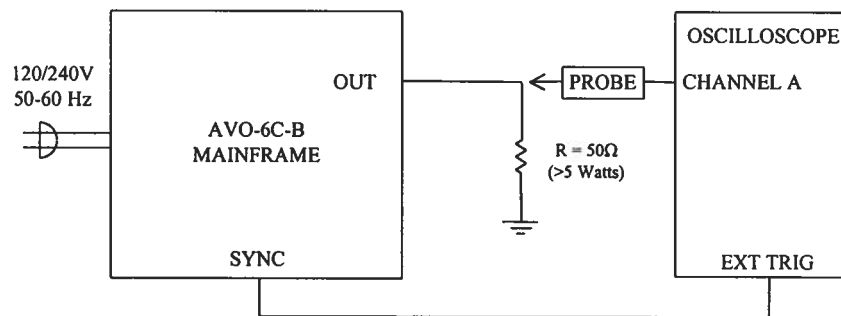 120/240V
50-60 Hz
AVO-6C-B
MAINFRAME
OUT
SYNC
PROBE
R = 50Ω
(>5 Watts)
OSCILLOSCOPE
CHANNEL A
EXT TRIG